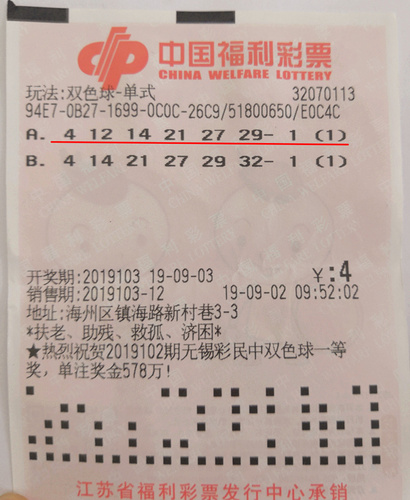 中国福利彩票
CHINA WELFARE LOTTERY
玩法:双色球-单式 32070113
94E7-0B27-1699-0C0C-26C9/51800650/E0C4C
A. 4 12 14 21 27 29- 1 (1)
B. 4 14 21 27 29 32- 1 (1)
开奖期:2019103 19-09-03 ￥:4
销售期:2019103-12 19-09-02 09:52:02
地址:海州区镇海路新村巷3-3
*扶老、助残、救孤、济困*
★热烈祝贺2019102期无锡彩民中双色球一等
奖,单注奖金578万!
江苏省福利彩票发行中心承销